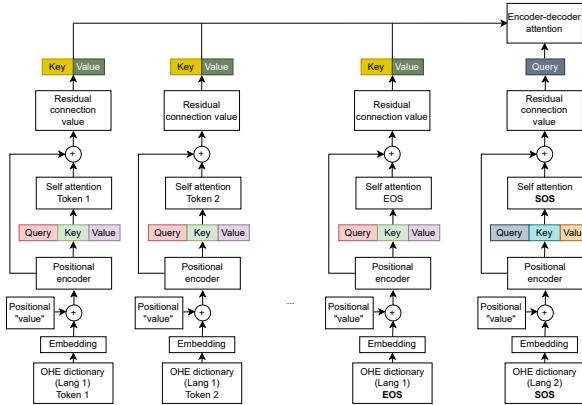 Encoder-decoder
attention
Key Value
Key Value
Key Value
Query
Residual
connection
value
Residual
connection value
Residual
connection value
Residual
connection
value
+
+
+
+
Self attention
Token 1
Self attention
Token 2
Self attention
EOS
Self attention
SOS
Query Key Value
Query Key Value
Query Key Value
Query Key Value
Positional
encoder
Positional
encoder
Positional
encoder
Positional
encoder
Positional
"value"
+
Positional
"value"
+
...
Positional
"value"
+
Positional
"value"
+
Embedding
Embedding
Embedding
Embedding
OHE dictionary
(Lang 1)
Token 1
OHE dictionary
(Lang 1)
Token 2
OHE dictionary
(Lang 1)
EOS
OHE dictionary
(Lang 2)
SOS